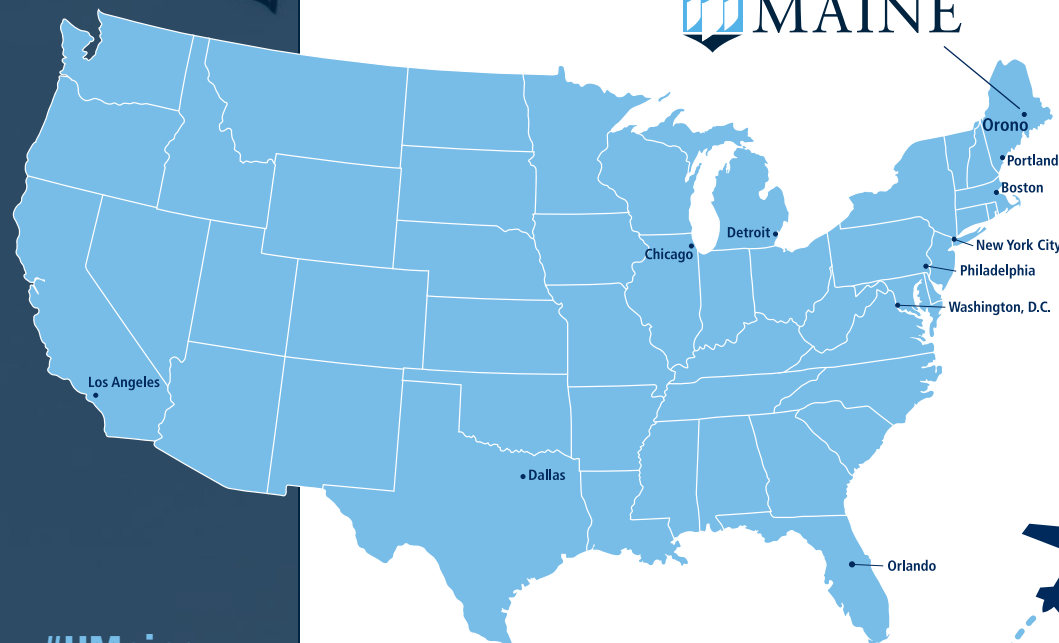 MAINE
Orono
Portland
Boston
Detroit
New York City
Chicago
Philadelphia
Washington, D.C.
Los Angeles
Dallas
Orlando